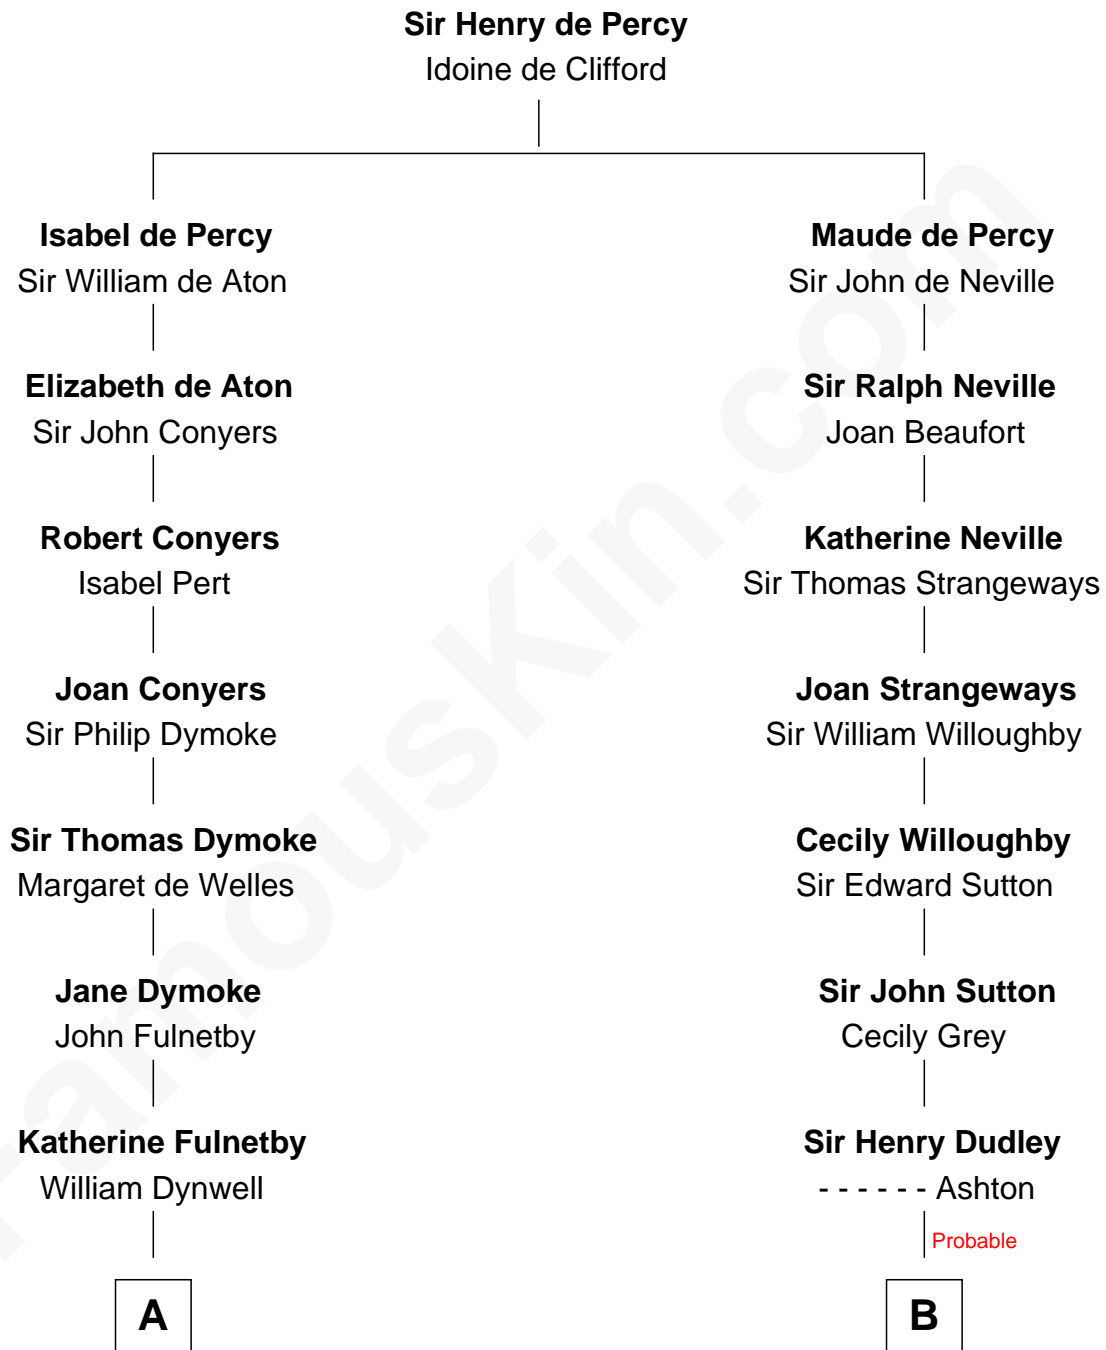 Sir Henry de Percy
Idoine de Clifford
Isabel de Percy
Sir William de Aton
Maude de Percy
Sir John de Neville
Elizabeth de Aton
Sir John Conyers
Sir Ralph Neville
Joan Beaufort
Robert Conyers
Isabel Pert
Katherine Neville
Sir Thomas Strangeways
Joan Conyers
Sir Philip Dymoke
Joan Strangeways
Sir William Willoughby
Sir Thomas Dymoke
Margaret de Welles
Cecily Willoughby
Sir Edward Sutton
Jane Dymoke
John Fulnetby
Sir John Sutton
Cecily Grey
Katherine Fulnetby
William Dynwell
Sir Henry Dudley
- - - - - - Ashton
Probable
A
B
FamousKin.com